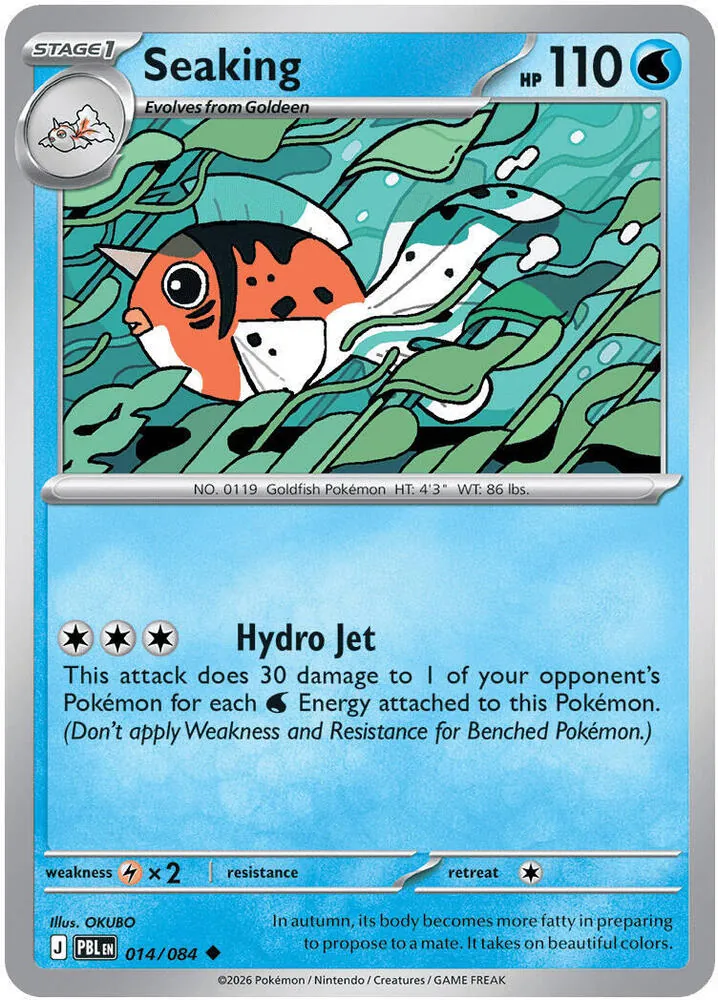 STAGE 1
Seaking
HP 110
Evolves from Goldeen
NO. 0119 Goldfish Pokémon HT: 4'3" WT: 86 lbs.
Hydro Jet
This attack does 30 damage to 1 of your opponent's
Pokémon for each Energy attached to this Pokémon.
(Don't apply Weakness and Resistance for Benched Pokémon.)
weakness ×2 resistance retreat
Illus. OKUBO
In autumn, its body becomes more fatty in preparing
to propose to a mate. It takes on beautiful colors.
J PBL EN 014/084
©2026 Pokémon / Nintendo / Creatures / GAME FREAK